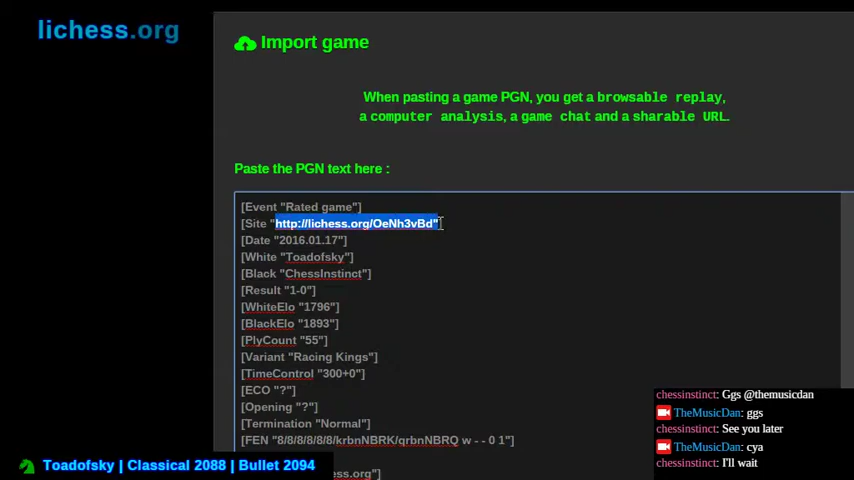 lichess.org
Import game
When pasting a game PGN, you get a browsable replay,
a computer analysis, a game chat and a sharable URL.
Paste the PGN text here :
[Event "Rated game"]
[Site "http://lichess.org/OeNh3vBd"
[Date "2016.01.17"]
[White "Toadofsky"]
[Black "ChessInstinct"]
[Result "1-0"]
[WhiteElo "1796"]
[BlackElo "1893"]
[PlyCount "55"]
[Variant "Racing Kings"]
[TimeControl "300+0"]
[ECO "?"]
[Opening "?"]
[Termination "Normal"]
[FEN "8/8/8/8/8/8/krbnNBRK/qrbnNBRQ w - - 0 1"]
ess.org"]
chessinstinct: Ggs @themusicdan
TheMusicDan: ggs
chessinstinct: See you later
TheMusicDan: cya
chessinstinct: I'll wait
Toadofsky | Classical 2088 | Bullet 2094